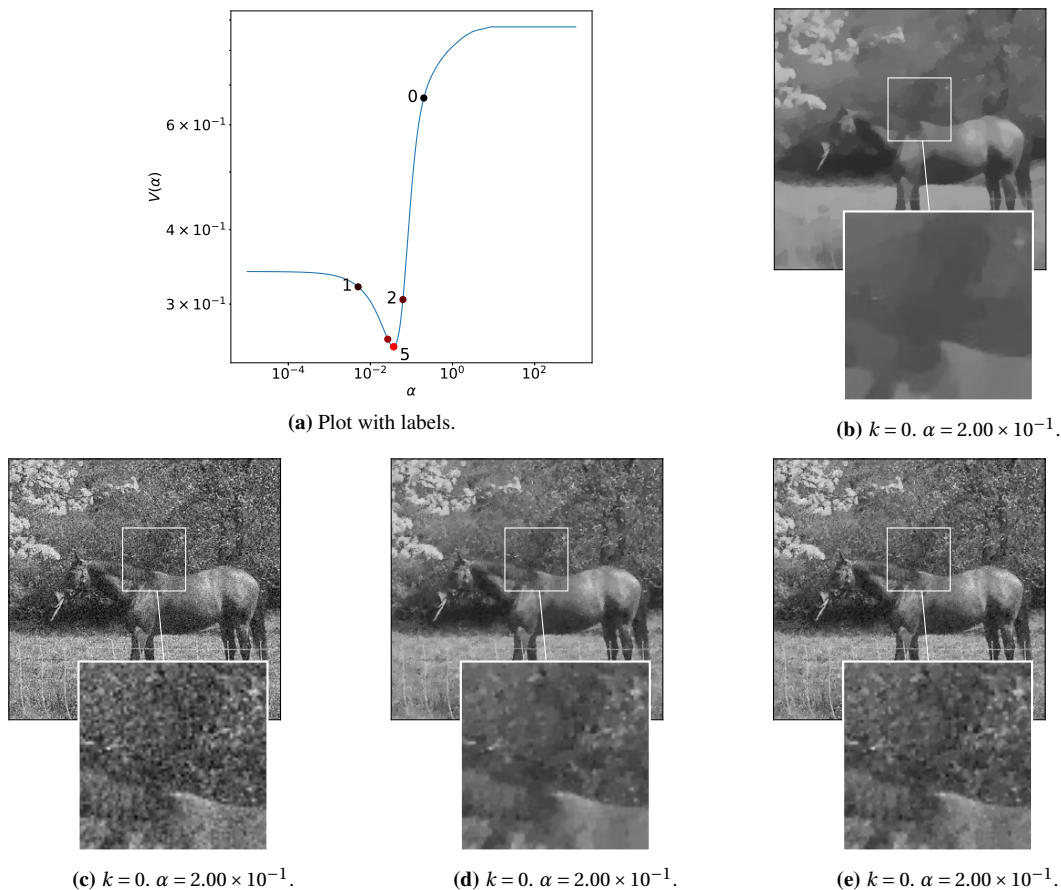 6 × 10⁻¹
4 × 10⁻¹
3 × 10⁻¹
V(α)
0
1
2
5
10⁻⁴ 10⁻² 10⁰ 10²
α
(a) Plot with labels.
(b) k = 0. α = 2.00 × 10⁻¹.
(c) k = 0. α = 2.00 × 10⁻¹.
(d) k = 0. α = 2.00 × 10⁻¹.
(e) k = 0. α = 2.00 × 10⁻¹.